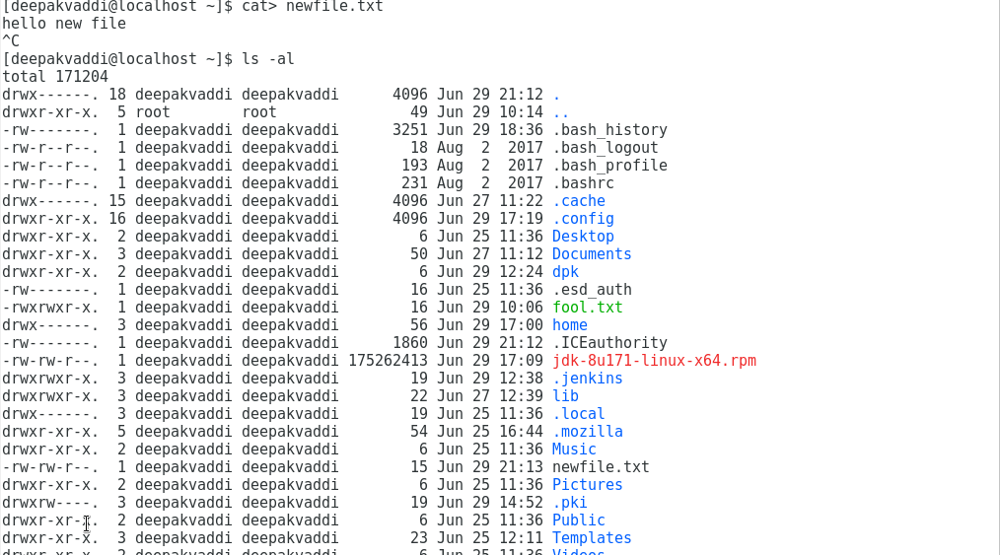 [deepakvaddi@localhost ~]$ cat> newfile.txt
hello new file
^C
[deepakvaddi@localhost ~]$ ls -al
total 171204
drwx------. 18 deepakvaddi deepakvaddi      4096 Jun 29 21:12 .
drwxr-xr-x.  5 root        root               49 Jun 29 10:14 ..
-rw-------.  1 deepakvaddi deepakvaddi      3251 Jun 29 18:36 .bash_history
-rw-r--r--.  1 deepakvaddi deepakvaddi        18 Aug  2  2017 .bash_logout
-rw-r--r--.  1 deepakvaddi deepakvaddi       193 Aug  2  2017 .bash_profile
-rw-r--r--.  1 deepakvaddi deepakvaddi       231 Aug  2  2017 .bashrc
drwx------. 15 deepakvaddi deepakvaddi      4096 Jun 27 11:22 .cache
drwxr-xr-x. 16 deepakvaddi deepakvaddi      4096 Jun 29 17:19 .config
drwxr-xr-x.  2 deepakvaddi deepakvaddi         6 Jun 25 11:36 Desktop
drwxr-xr-x.  3 deepakvaddi deepakvaddi        50 Jun 27 11:12 Documents
drwxr-xr-x.  2 deepakvaddi deepakvaddi         6 Jun 29 12:24 dpk
-rw-------.  1 deepakvaddi deepakvaddi        16 Jun 25 11:36 .esd_auth
-rwxrwxr-x.  1 deepakvaddi deepakvaddi        16 Jun 29 10:06 fool.txt
drwx------.  3 deepakvaddi deepakvaddi        56 Jun 29 17:00 home
-rw-------.  1 deepakvaddi deepakvaddi      1860 Jun 29 21:12 .ICEauthority
-rw-rw-r--.  1 deepakvaddi deepakvaddi 175262413 Jun 29 17:09 jdk-8u171-linux-x64.rpm
drwxrwxr-x.  3 deepakvaddi deepakvaddi        19 Jun 29 12:38 .jenkins
drwxrwxr-x.  3 deepakvaddi deepakvaddi        22 Jun 27 12:39 lib
drwx------.  3 deepakvaddi deepakvaddi        19 Jun 25 11:36 .local
drwxr-xr-x.  5 deepakvaddi deepakvaddi        54 Jun 25 16:44 .mozilla
drwxr-xr-x.  2 deepakvaddi deepakvaddi         6 Jun 25 11:36 Music
-rw-rw-r--.  1 deepakvaddi deepakvaddi        15 Jun 29 21:13 newfile.txt
drwxr-xr-x.  2 deepakvaddi deepakvaddi         6 Jun 25 11:36 Pictures
drwxrw----.  3 deepakvaddi deepakvaddi        19 Jun 29 14:52 .pki
drwxr-xr-x.  2 deepakvaddi deepakvaddi         6 Jun 25 11:36 Public
drwxr-xr-x.  3 deepakvaddi deepakvaddi        23 Jun 25 12:11 Templates
drwxr-xr-x.  2 deepakvaddi deepakvaddi         6 Jun 25 11:36 Videos